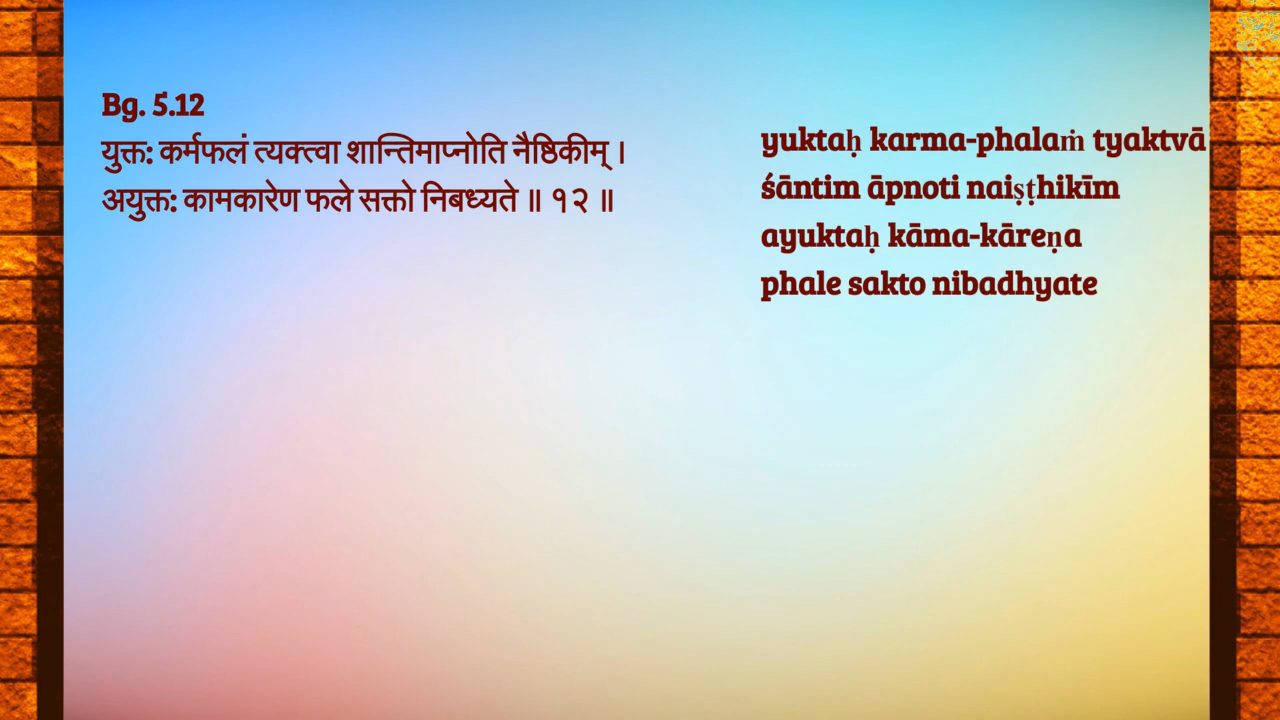 Bg. 5.12
युक्त: कर्मफलं त्यक्त्वा शान्तिमाप्‍नोति नैष्ठिकीम् ।
अयुक्त: कामकारेण फले सक्तो निबध्यते ॥ १२ ॥
yuktaḥ karma-phalaṁ tyaktvā
śāntim āpnoti naiṣṭhikīm
ayuktaḥ kāma-kāreṇa
phale sakto nibadhyate